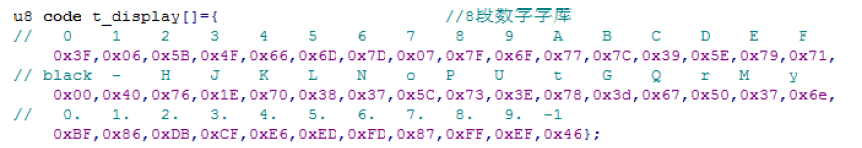 u8 code t_display[]={ //8段数字字库
// 0 1 2 3 4 5 6 7 8 9 A B C D E F
0x3F,0x06,0x5B,0x4F,0x66,0x6D,0x7D,0x07,0x7F,0x6F,0x77,0x7C,0x39,0x5E,0x79,0x71,
// black - H J K L N o P U t G Q r M y
0x00,0x40,0x76,0x1E,0x70,0x38,0x37,0x5C,0x73,0x3E,0x78,0x3d,0x67,0x50,0x37,0x6e,
// 0. 1. 2. 3. 4. 5. 6. 7. 8. 9. -1
0xBF,0x86,0xDB,0xCF,0xE6,0xED,0xFD,0x87,0xFF,0xEF,0x46};